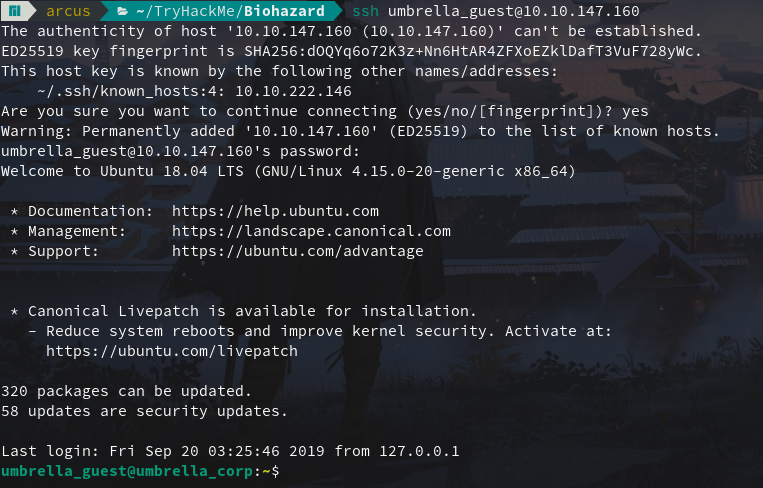 arcus ~/TryHackMe/Biohazard ssh umbrella_guest@10.10.147.160
The authenticity of host '10.10.147.160 (10.10.147.160)' can't be established.
ED25519 key fingerprint is SHA256:dOQYq6o72K3z+Nn6HtAR4ZFXoEZklDafT3VuF728yWc.
This host key is known by the following other names/addresses:
    ~/.ssh/known_hosts:4: 10.10.222.146
Are you sure you want to continue connecting (yes/no/[fingerprint])? yes
Warning: Permanently added '10.10.147.160' (ED25519) to the list of known hosts.
umbrella_guest@10.10.147.160's password:
Welcome to Ubuntu 18.04 LTS (GNU/Linux 4.15.0-20-generic x86_64)

 * Documentation:  https://help.ubuntu.com
 * Management:     https://landscape.canonical.com
 * Support:        https://ubuntu.com/advantage

 * Canonical Livepatch is available for installation.
   - Reduce system reboots and improve kernel security. Activate at:
     https://ubuntu.com/livepatch

320 packages can be updated.
58 updates are security updates.

Last login: Fri Sep 20 03:25:46 2019 from 127.0.0.1
umbrella_guest@umbrella_corp:~$